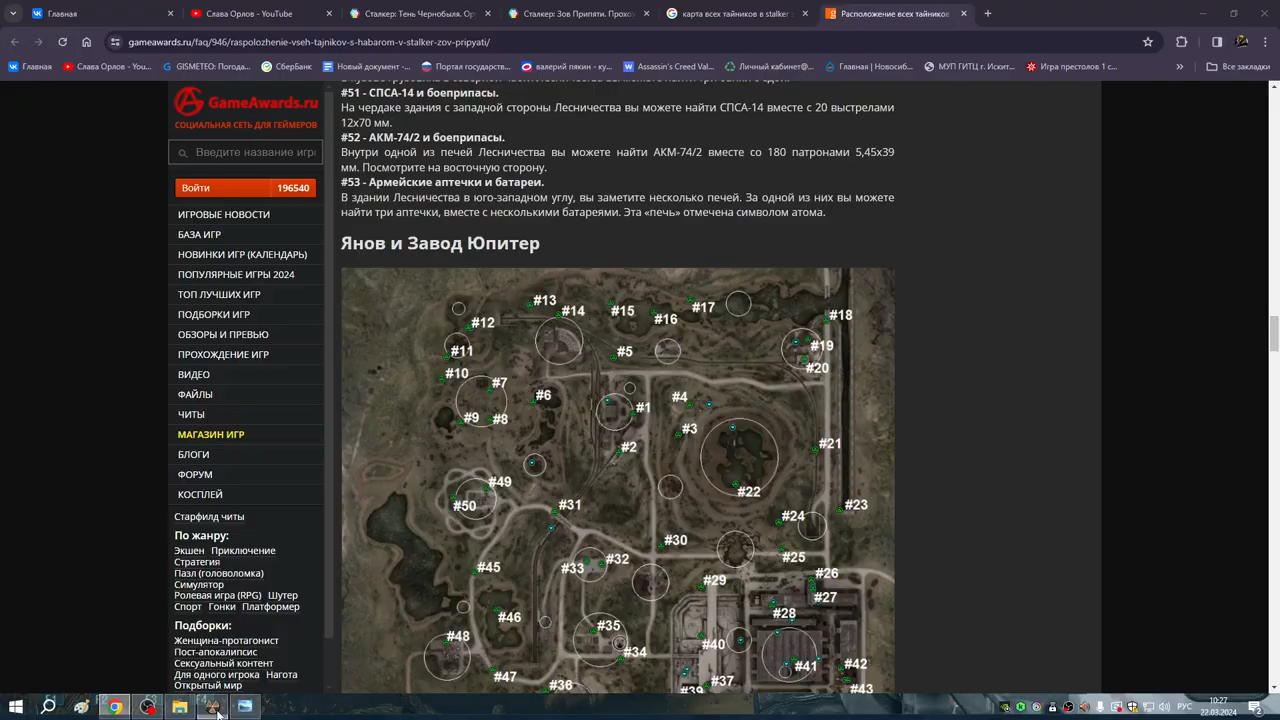 Главная
Слава Орлов - YouTube
Сталкер: Тень Чернобыля. Ор
Сталкер: Зов Припяти. Прохо
карта всех тайников в stalker
Расположение всех тайников
gameawards.ru/faq/946/raspolozhenie-vseh-tajnikov-s-habarom-v-stalker-zov-pripyati/
Главная
Слава Орлов - You...
GISMETEO: Погода...
СберБанк
Новый документ -...
Портал государств...
валерий пякин - ку...
Assassin's Creed Val...
Личный кабинет@...
Главная | Новосиб...
МУП ГИТЦ г. Искит...
Игра престолов 1 с...
»
Все закладки
GameAwards.ru
СОЦИАЛЬНАЯ СЕТЬ ДЛЯ ГЕЙМЕРОВ
Введите название игр
Войти
196540
ИГРОВЫЕ НОВОСТИ
БАЗА ИГР
НОВИНКИ ИГР (КАЛЕНДАРЬ)
ПОПУЛЯРНЫЕ ИГРЫ 2024
ТОП ЛУЧШИХ ИГР
ПОДБОРКИ ИГР
ОБЗОРЫ И ПРЕВЬЮ
ПРОХОЖДЕНИЕ ИГР
ВИДЕО
ФАЙЛЫ
ЧИТЫ
МАГАЗИН ИГР
БЛОГИ
ФОРУМ
КОСПЛЕЙ
Старфилд читы
По жанру:
Экшен Приключение
Стратегия
Пазл (головоломка)
Симулятор
Ролевая игра (RPG) Шутер
Спорт Гонки Платформер
Подборки:
Женщина-протагонист
Пост-апокалипсис
Сексуальный контент
Для одного игрока Нагота
Открытый мир
#51 - СПСА-14 и боеприпасы.
На чердаке здания с западной стороны Лесничества вы можете найти СПСА-14 вместе с 20 выстрелами
12x70 мм.
#52 - АКМ-74/2 и боеприпасы.
Внутри одной из печей Лесничества вы можете найти АКМ-74/2 вместе со 180 патронами 5,45x39
мм. Посмотрите на восточную сторону.
#53 - Армейские аптечки и батареи.
В здании Лесничества в юго-западном углу, вы заметите несколько печей. За одной из них вы можете
найти три аптечки, вместе с несколькими батареями. Эта «печь» отмечена символом атома.
Янов и Завод Юпитер
#13
#14
#15
#16
#17
#18
#12
#19
#11
#5
#20
#10
#7
#6
#4
#1
#9
#8
#3
#2
#21
#22
#49
#50
#31
#23
#24
#30
#25
#32
#33
#45
#29
#26
#27
#46
#28
#35
#48
#34
#40
#41
#42
#47
#36
#37
#39
#43
РУС
10:27
22.03.2024
2